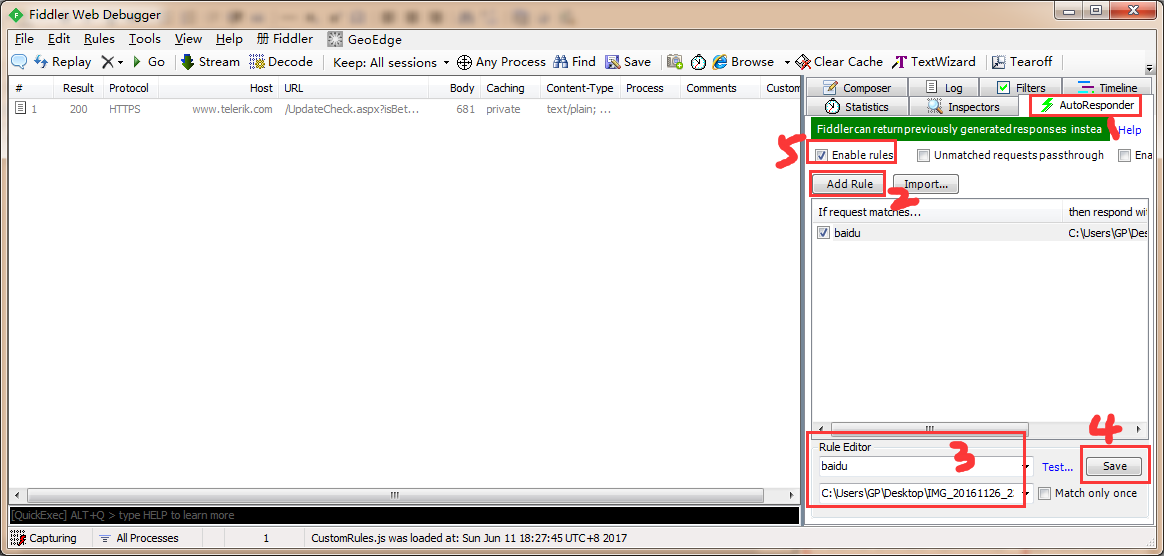 Fiddler Web Debugger
File Edit Rules Tools View Help 册 Fiddler GeoEdge
Replay Go Stream Decode Keep: All sessions Any Process Find Save Browse Clear Cache TextWizard Tearoff
# Result Protocol Host URL Body Caching Content-Type Process Comments Custom
1 200 HTTPS www.telerik.com /UpdateCheck.aspx?isBet... 681 private text/plain; ...
Composer Log Filters Timeline
Statistics Inspectors AutoResponder
1
Fiddler can return previously generated responses instea Help
5
Enable rules Unmatched requests passthrough Ena
Add Rule Import...
2
If request matches... then respond wi
baidu C:\Users\GP\Des
4
Rule Editor
3
baidu Test... Save
C:\Users\GP\Desktop\IMG_20161126_2 Match only once
[QuickExec] ALT+Q > type HELP to learn more
Capturing All Processes 1 CustomRules.js was loaded at: Sun Jun 11 18:27:45 UTC+8 2017